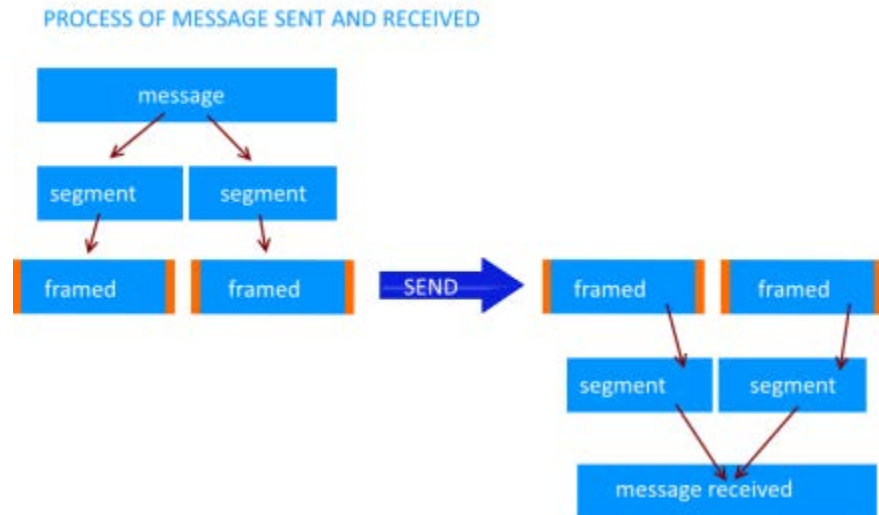 PROCESS OF MESSAGE SENT AND RECEIVED
message
segment segment
framed framed SEND framed framed
segment segment
message received